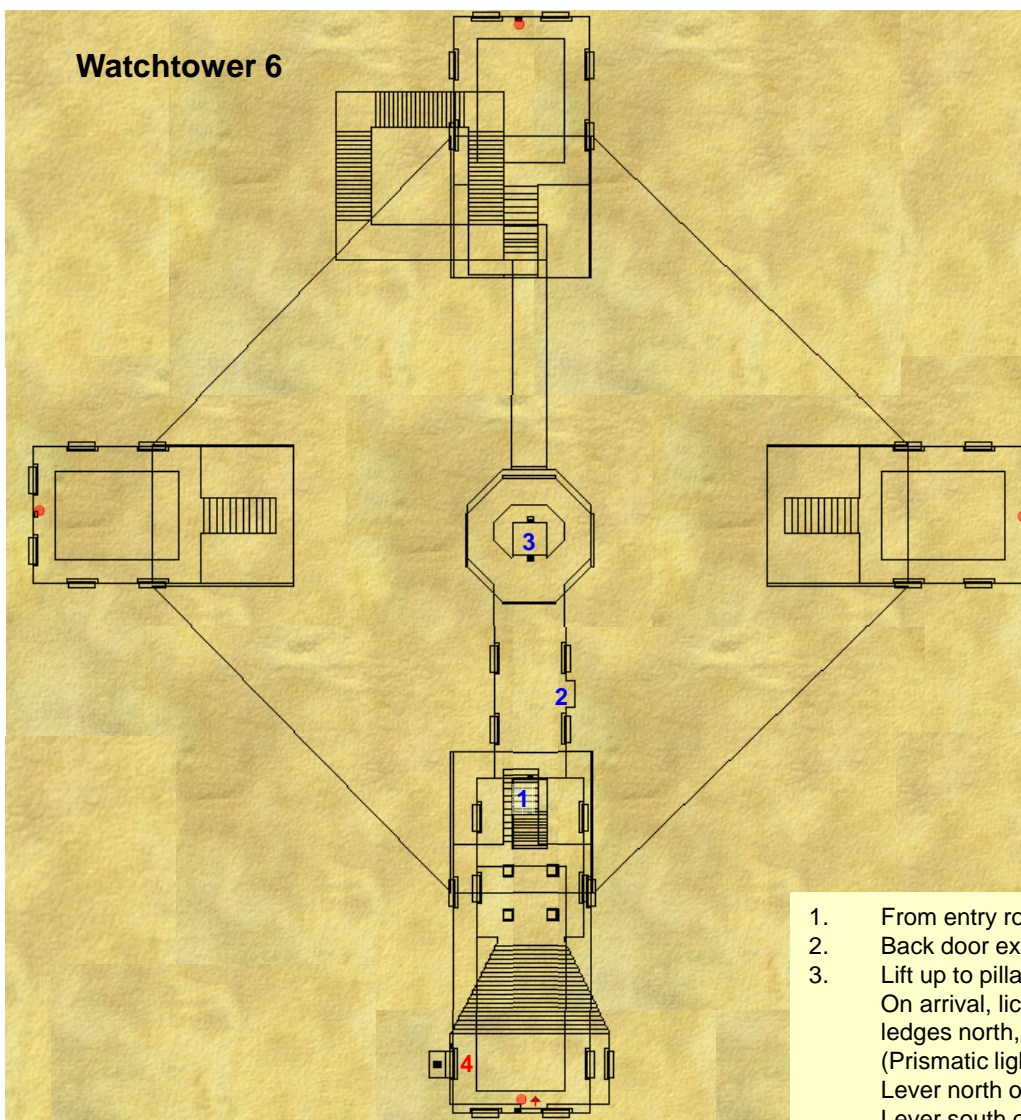 Watchtower 6
3
2
1
4
1. From entry ro
2. Back door ex
3. Lift up to pilla
On arrival, lic
ledges north,
(Prismatic ligh
Lever north o
Lever south o